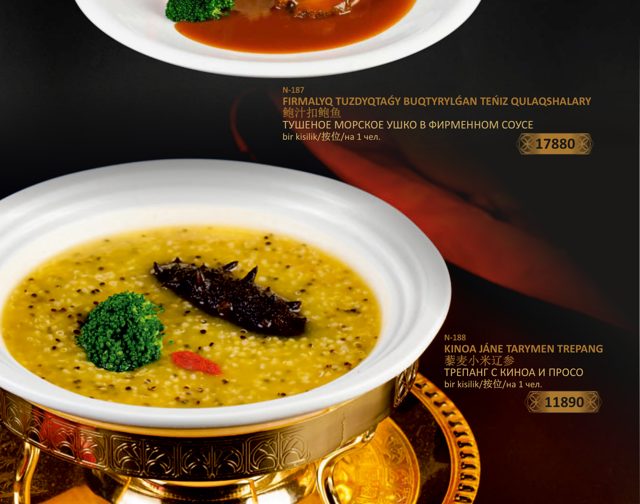 N-187
FIRMALYQ TUZDYQTAǴY BUQTYRYLǴAN TEŃIZ QULAQSHALARY
鲍汁扣鲍鱼
ТУШЕНОЕ МОРСКОЕ УШКО В ФИРМЕННОМ СОУСЕ
bir kisilik/按位/на 1 чел.
17880
N-188
KINOA JÁNE TARYMEN TREPANG
藜麦小米辽参
ТРЕПАНГ С КИНОА И ПРОСО
bir kisilik/按位/на 1 чел.
11890